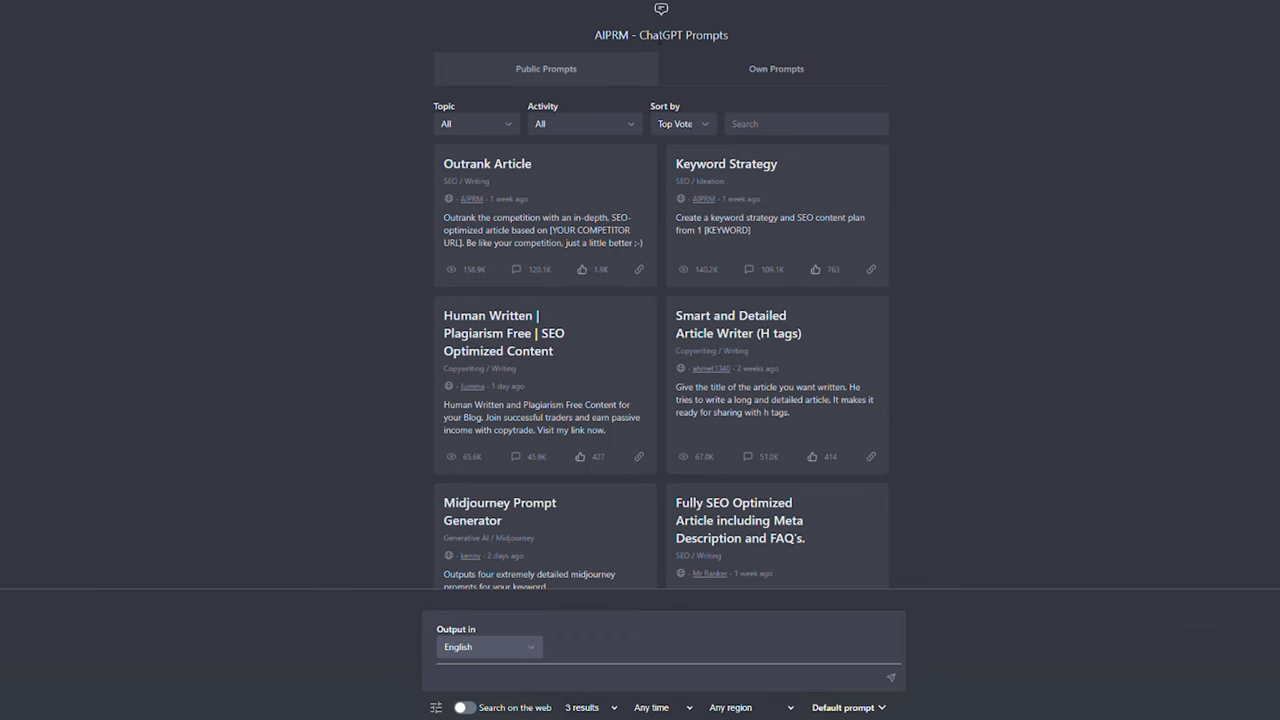 AIPRM - ChatGPT Prompts
Public Prompts
Own Prompts
Topic
Activity
Sort by
All
All
Top Vote
Search
Outrank Article
SEO / Writing
AIPRM - 1 week ago
Outrank the competition with an in-depth, SEO-
optimized article based on [YOUR COMPETITOR
URL]. Be like your competition, just a little better ;-)
158.9K
120.1K
1.9K
Keyword Strategy
SEO / Ideation
AIPRM - 1 week ago
Create a keyword strategy and SEO content plan
from 1 [KEYWORD]
140.2K
109.1K
763
Human Written |
Plagiarism Free | SEO
Optimized Content
Copywriting / Writing
- Jumma - 1 day ago
Human Written and Plagiarism Free Content for
your Blog. Join successful traders and earn passive
income with copytrade. Visit my link now.
65.6K
45.9K
427
Smart and Detailed
Article Writer (H tags)
Copywriting / Writing
- ahmet1340 - 2 weeks ago
Give the title of the article you want written. He
tries to write a long and detailed article. It makes it
ready for sharing with h tags.
67.0K
51.0K
414
Midjourney Prompt
Generator
Generative AI / Midjourney
- kenny - 2 days ago
Outputs four extremely detailed midjourney
prompts for your keyword
Fully SEO Optimized
Article including Meta
Description and FAQ's.
SEO / Writing
- Mr Ranker - 1 week ago
Output in
English
Search on the web
3 results
Any time
Any region
Default prompt